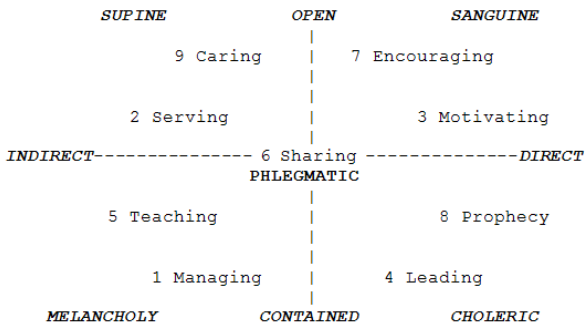 SUPINE OPEN SANGUINE
9 Caring 7 Encouraging
2 Serving 3 Motivating
INDIRECT-------------- 6 Sharing --------------DIRECT
PHLEGMATIC
5 Teaching 8 Prophecy
1 Managing 4 Leading
MELANCHOLY CONTAINED CHOLERIC